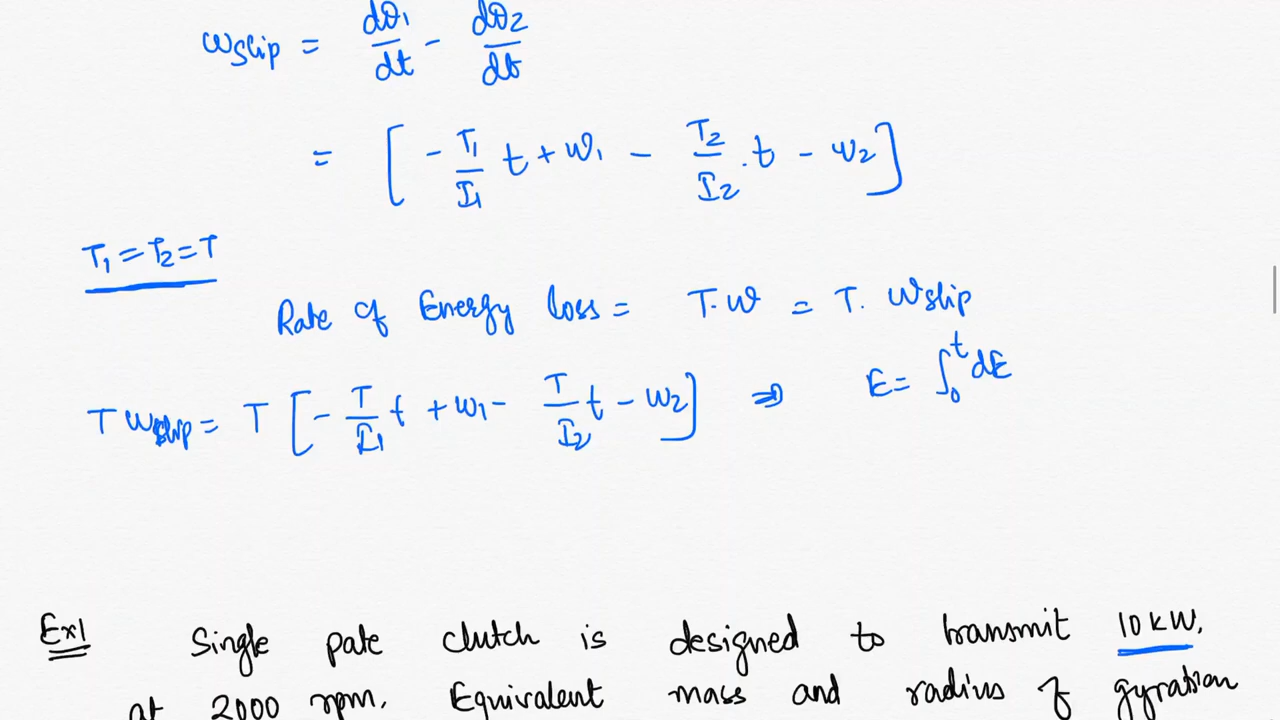 ωslip = dθ1/dt - dθ2/dt
= [ - T1/I1 t + ω1 - T2/I2 . t - ω2 ]
T1 = T2 = T
Rate of Energy loss = T.ω = T. ωslip
T ωslip = T [ - T/I1 t + ω1 - T/I2 t - ω2 ] ⇒ E = ∫0^t dE
Ex1 Single pate clutch is designed to transmit 10 kW,
at 2000 rpm. Equivalent mass and radius of gyration